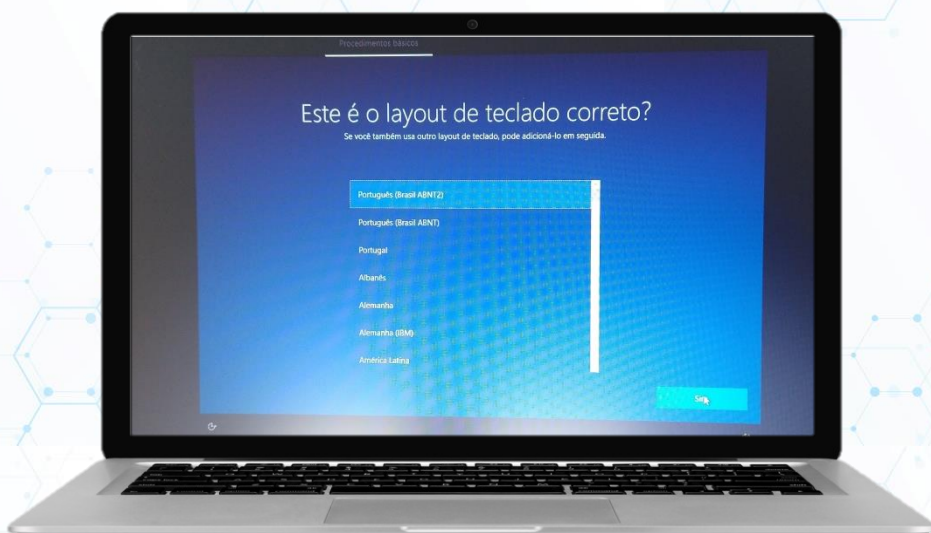 Procedimentos básicos
Este é o layout de teclado correto?
Se você também usa outro layout de teclado, pode adicioná-lo em seguida.
Português (Brasil ABNT2)
Português (Brasil ABNT)
Portugal
Albanês
Alemanha
Alemanha (IBM)
América Latina
Sim